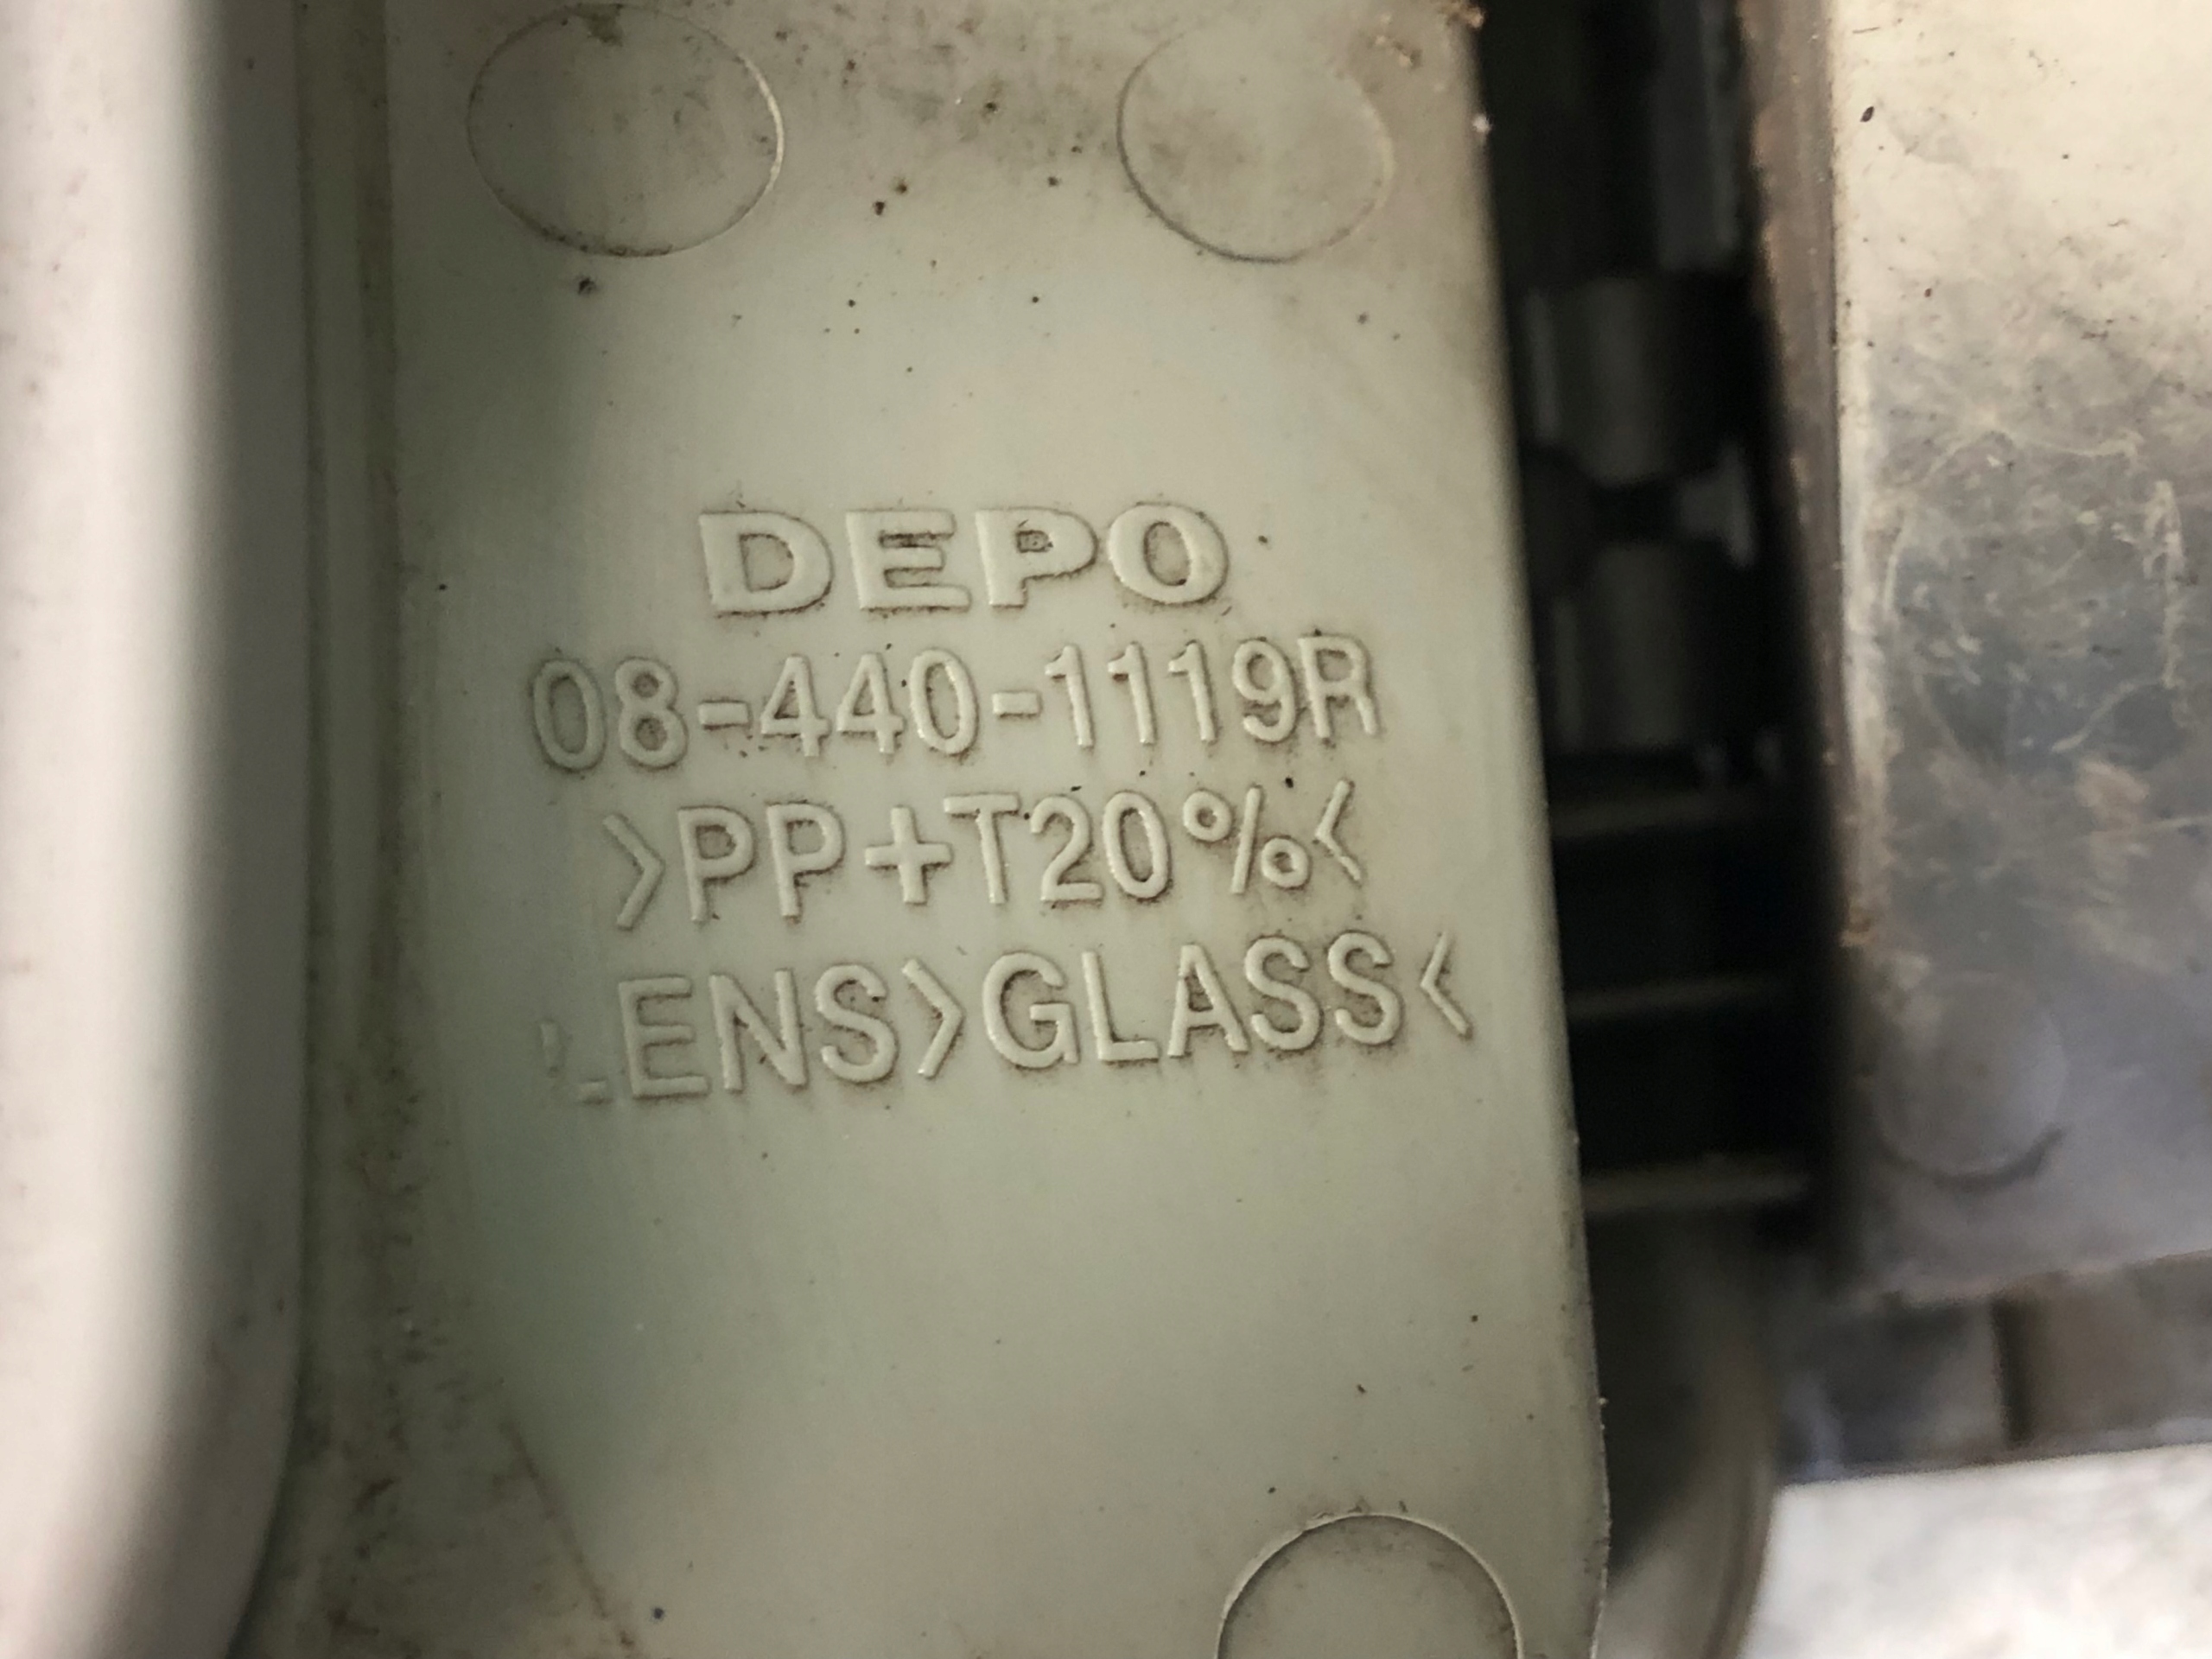 DEPO
08-440-1119R
>PP+T20%<
LENS>GLASS<